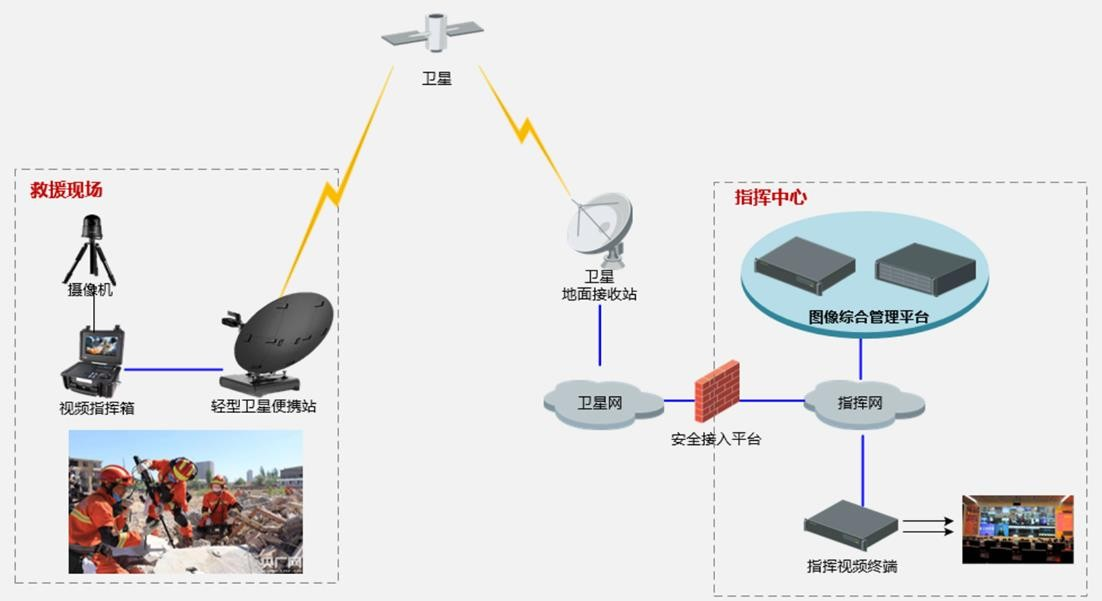 卫星
救援现场
摄像机
视频指挥箱
轻型卫星便携站
卫星
地面接收站
卫星网
安全接入平台
指挥中心
图像综合管理平台
指挥网
指挥视频终端